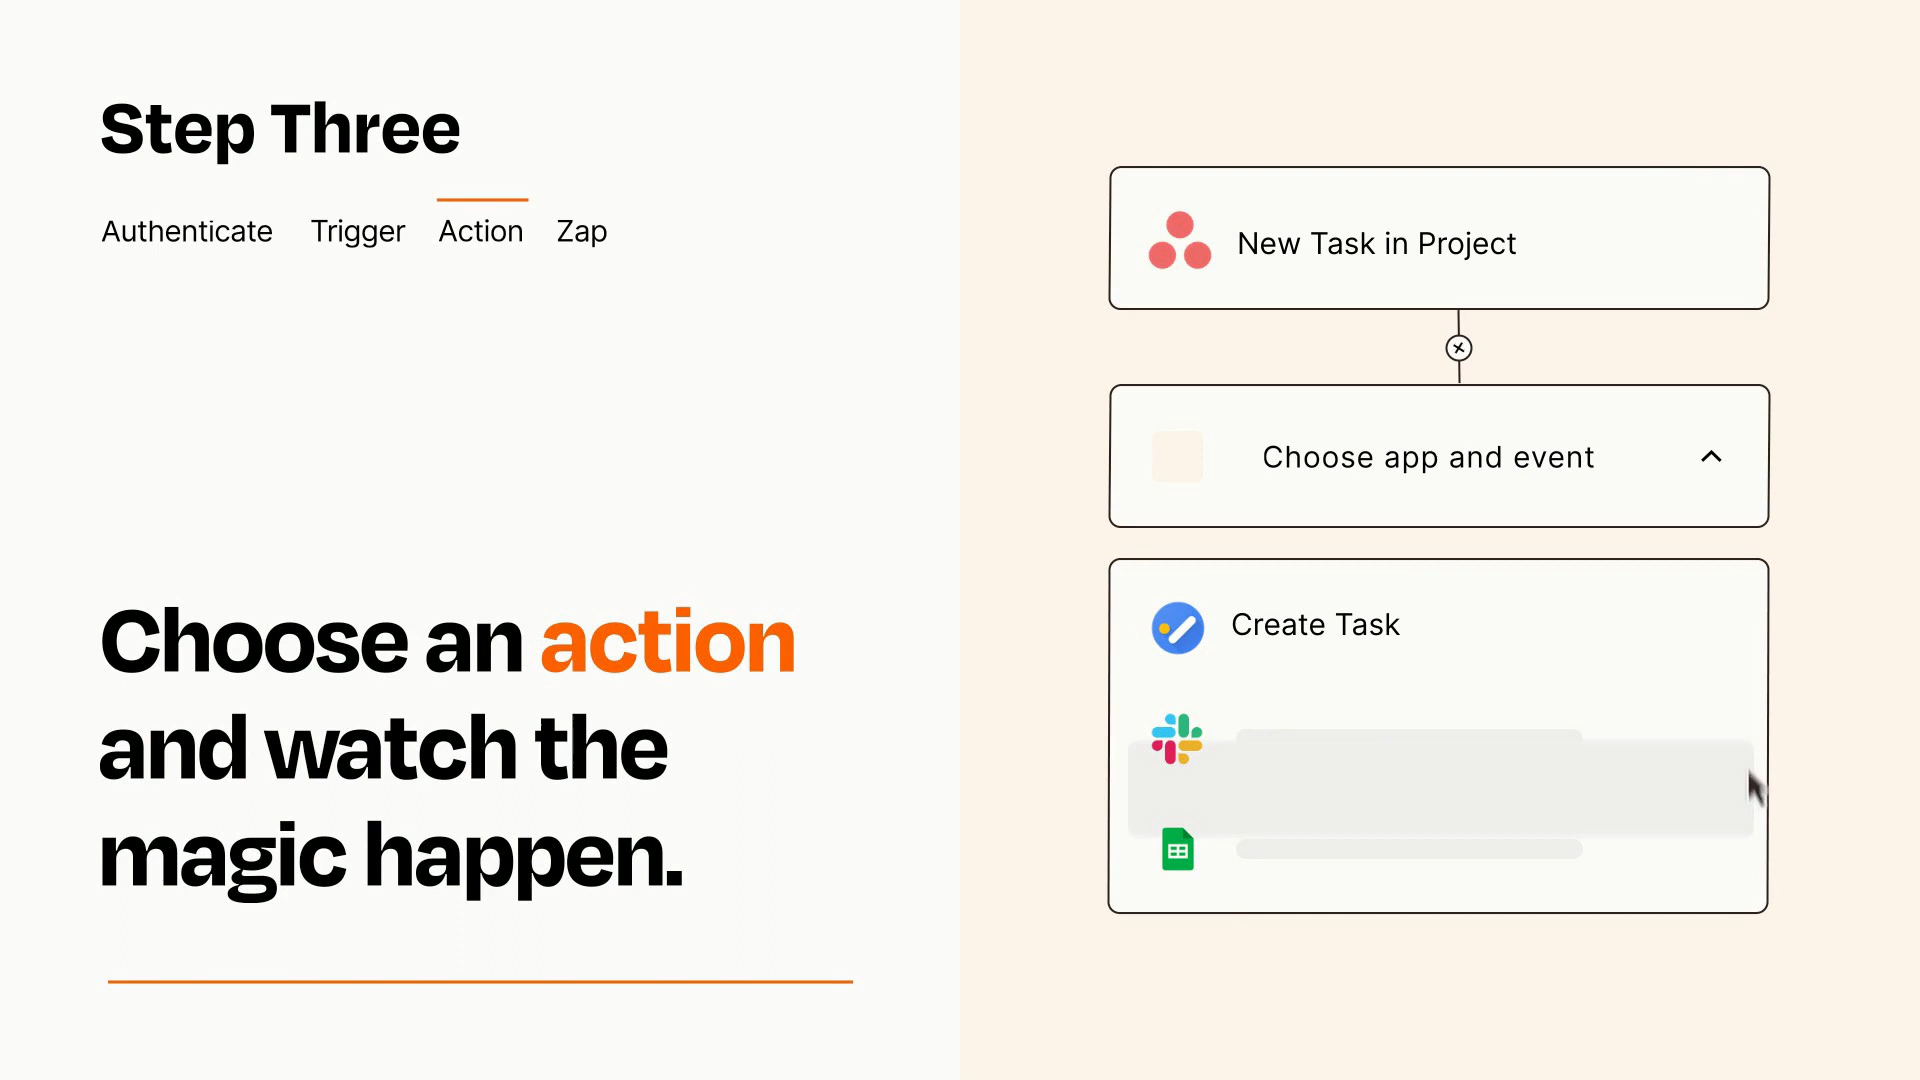 Step Three
Authenticate Trigger Action Zap
Choose an action
and watch the
magic happen.
New Task in Project
Choose app and event
Create Task